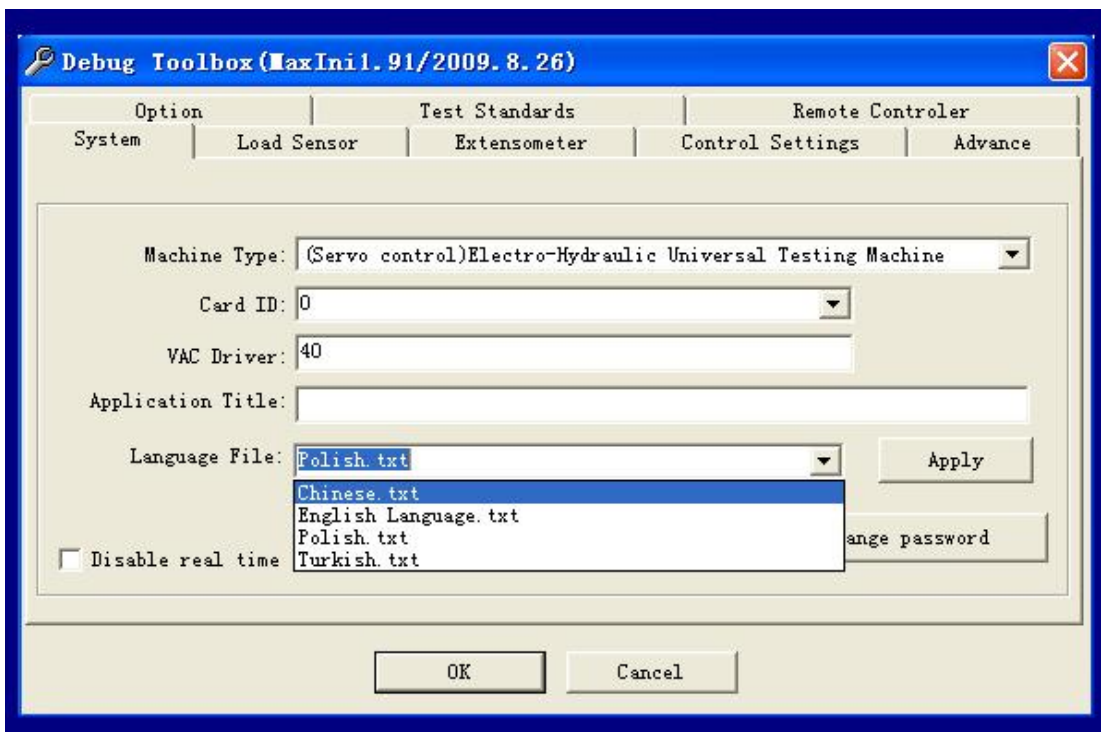 Debug Toolbox(MaxIni1.91/2009.8.26)
Option Test Standards Remote Controler
System Load Sensor Extensometer Control Settings Advance
Machine Type: (Servo control)Electro-Hydraulic Universal Testing Machine
Card ID: 0
VAC Driver: 40
Application Title:
Language File: Polish.txt Apply
Chinese.txt
English Language.txt
Polish.txt
Turkish.txt
ange password
Disable real time
OK Cancel